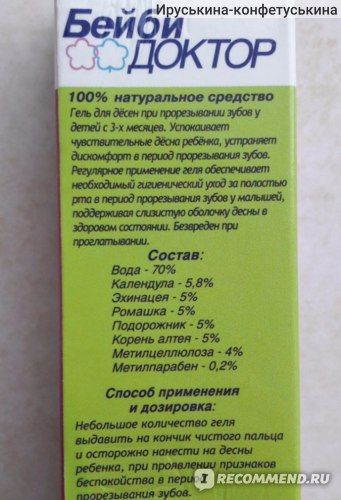 Ируськина-конфетуськина
Бейби
ДОКТОР
100% натуральное средство
Гель для дёсен при прорезывании зубов у
детей с 3-х месяцев. Успокаивает
чувствительные дёсна ребёнка, устраняет
дискомфорт в период прорезывания зубов.
Регулярное применение геля обеспечивает
необходимый гигиенический уход за полостью
рта в период прорезывания зубов у малышей,
поддерживая слизистую оболочку десны в
здоровом состоянии. Безвреден при
проглатывании.
Состав:
Вода - 70%
Календула - 5,8%
Эхинацея - 5%
Ромашка - 5%
Подорожник - 5%
Корень алтея - 5%
Метилцеллюлоза - 4%
Метилпарабен - 0,2%
Способ применения
и дозировка:
Небольшое количество геля
выдавить на кончик чистого пальца
и осторожно нанести на десны
ребенка, при проявлении признаков
беспокойства в период
прорезывания зубов.
I RECOMMEND.RU